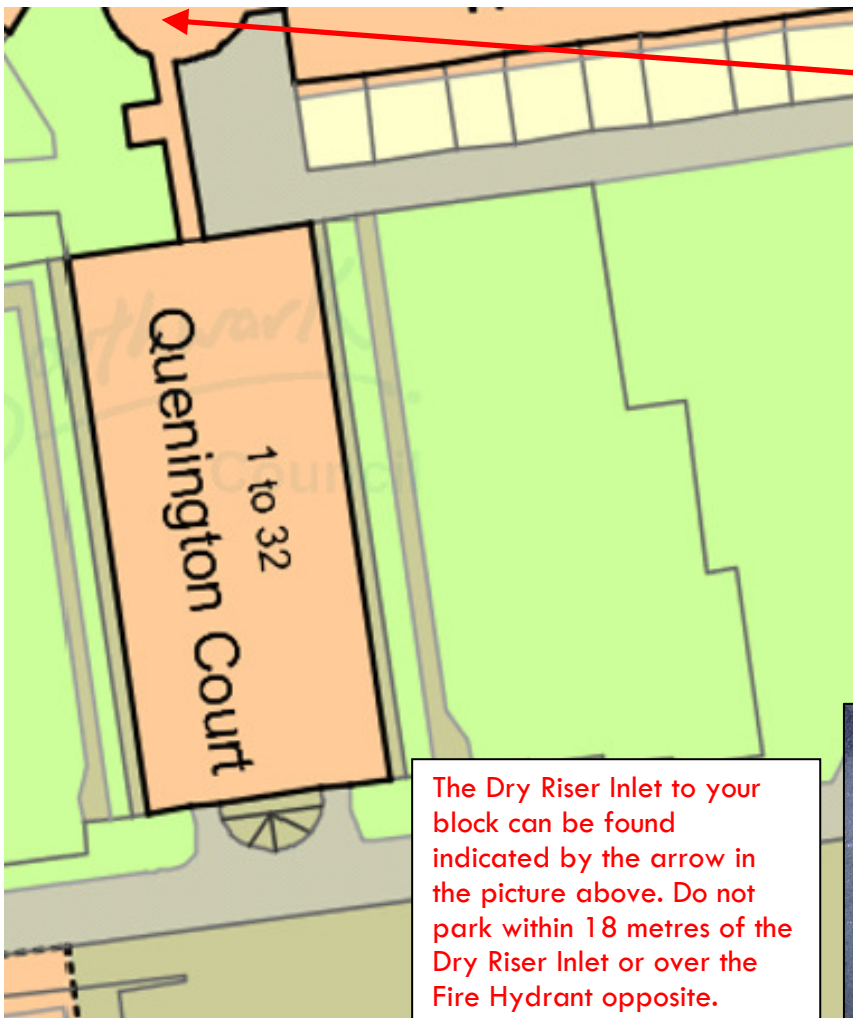 Southwark
Council
Quenington Court
1 to 32
The Dry Riser Inlet to your
block can be found
indicated by the arrow in
the picture above. Do not
park within 18 metres of the
Dry Riser Inlet or over the
Fire Hydrant opposite.